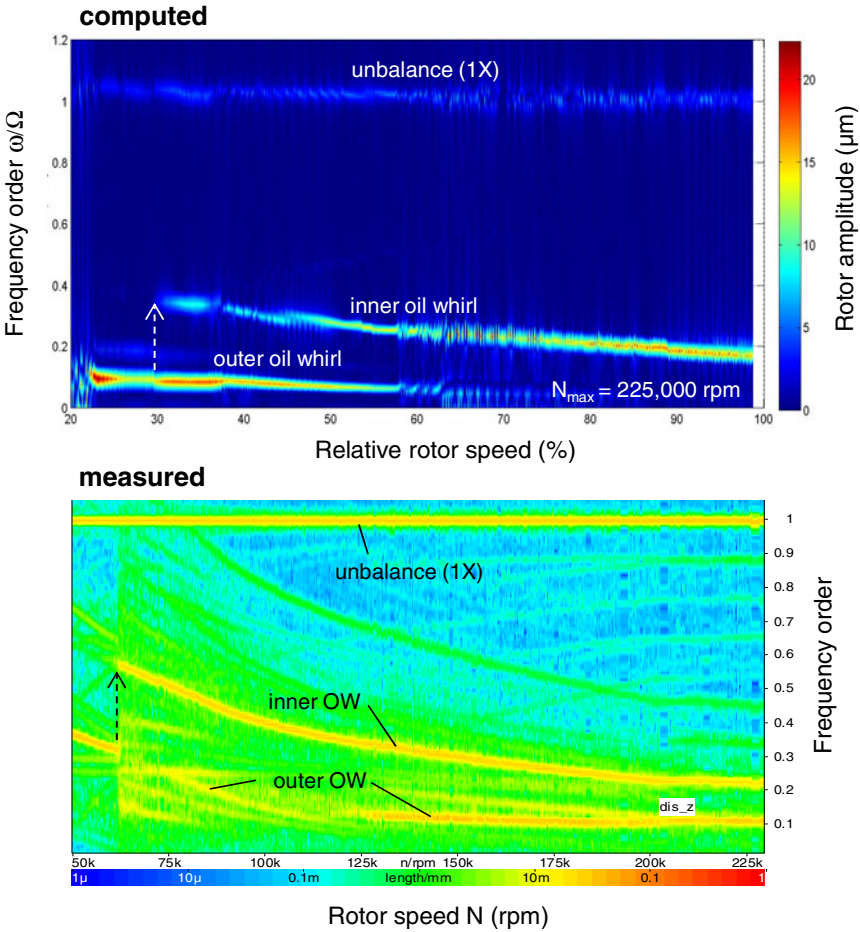 computed
1.2
1
0.8
0.6
0.4
0.2
0
Frequency order ω/Ω
unbalance (1X)
inner oil whirl
outer oil whirl
Nmax = 225,000 rpm
20 30 40 50 60 70 80 90 100
Relative rotor speed (%)
20
15
10
5
0
Rotor amplitude (μm)
measured
unbalance (1X)
inner OW
outer OW
dis_z
1
0.9
0.8
0.7
0.6
0.5
0.4
0.3
0.2
0.1
Frequency order
50k 75k 100k 125k n/rpm 150k 175k 200k 225k
1μ 10μ 0.1m length/mm 10m 0.1 1
Rotor speed N (rpm)